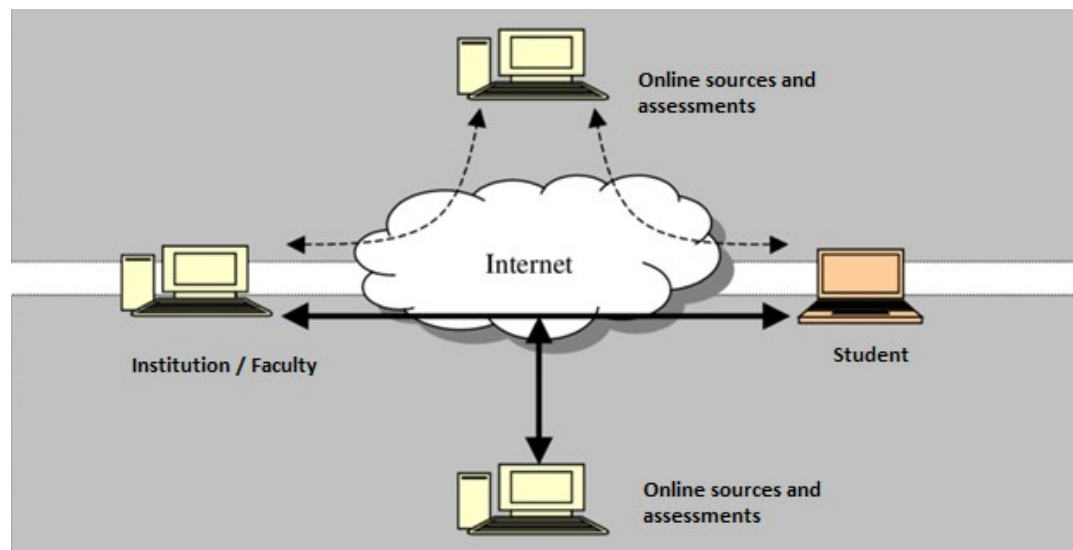 Online sources and
assessments
Internet
Institution / Faculty
Student
Online sources and
assessments